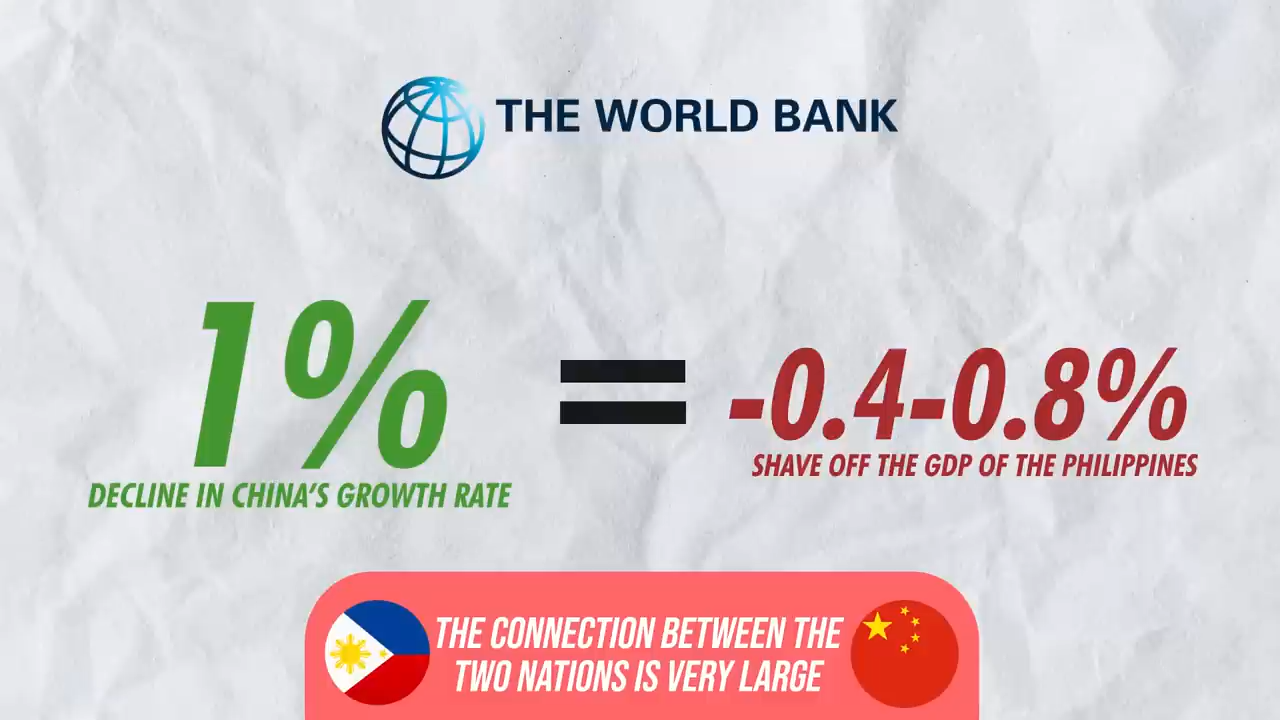 THE WORLD BANK
1%
DECLINE IN CHINA'S GROWTH RATE
=
-0.4-0.8%
SHAVE OFF THE GDP OF THE PHILIPPINES
THE CONNECTION BETWEEN THE
TWO NATIONS IS VERY LARGE